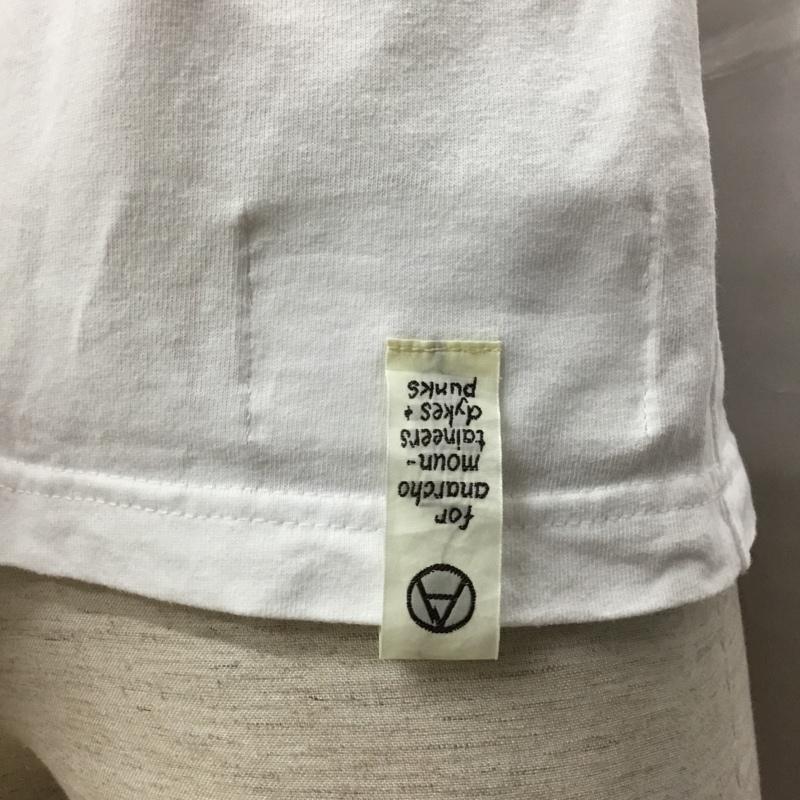 for
anarcho
moun-
taineers
dykes +
punks